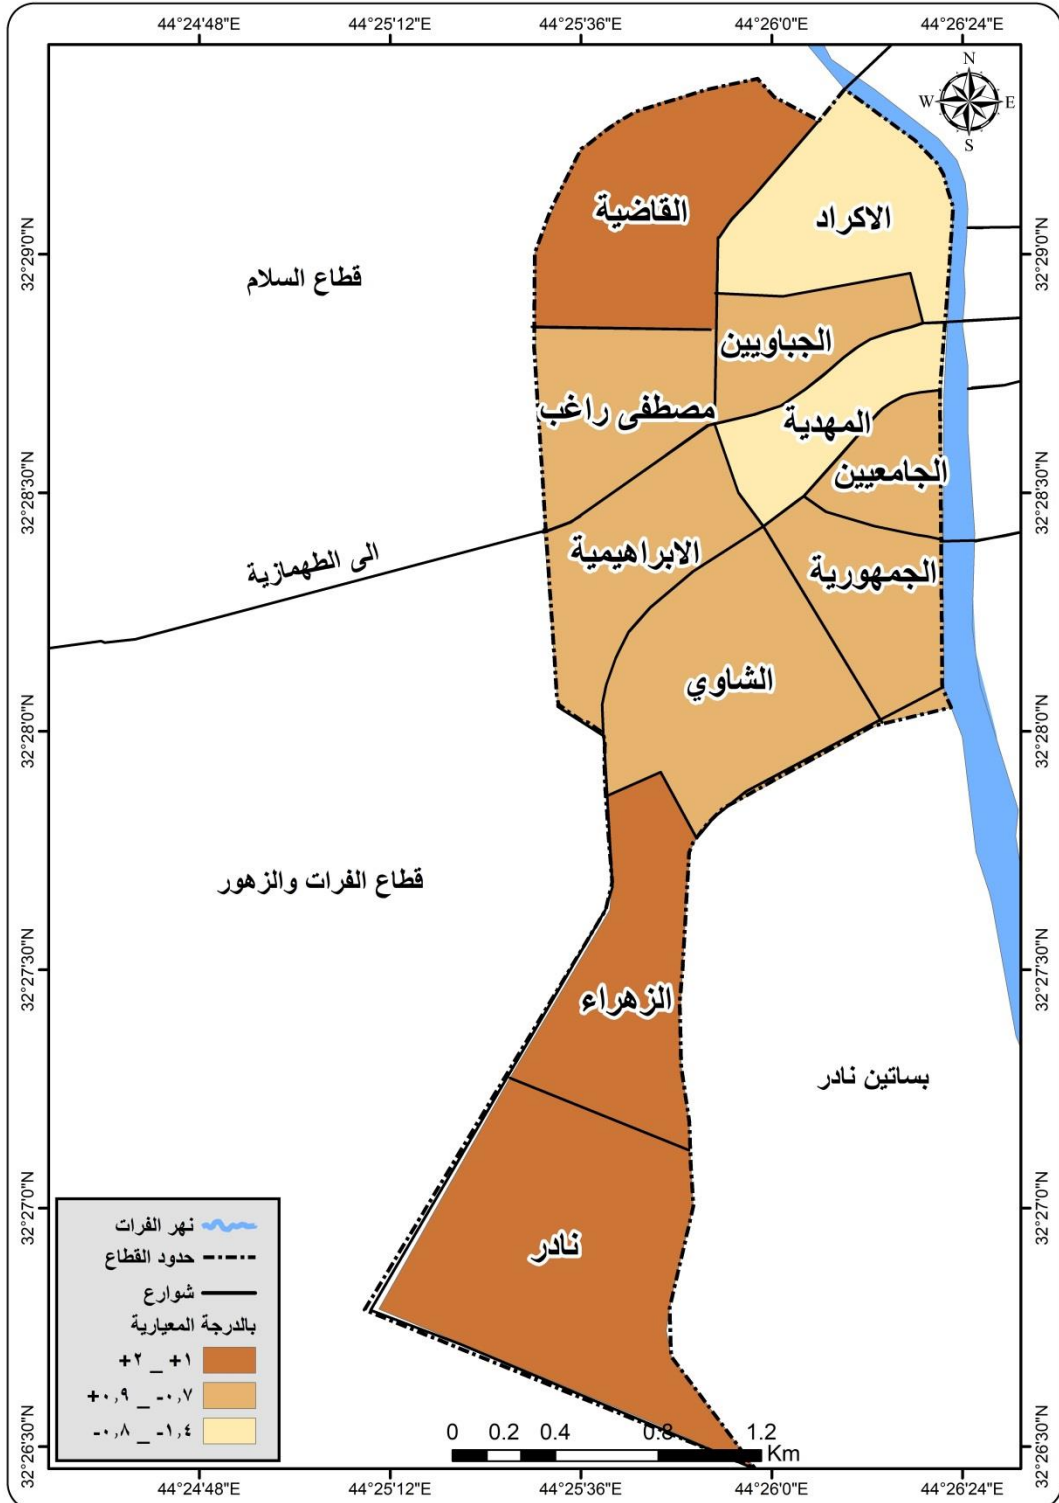 44°24'48"E 44°25'12"E 44°25'36"E 44°26'0"E 44°26'24"E
N
W E
S
القاضية
الاكراد
32°29'0"N 32°29'0"N
قطاع السلام
الجباويين
مصطفى راغب
المهدية
الجامعيين
32°28'30"N 32°28'30"N
الابراهيمية
الجمهورية
الى الطهمازية
الشاوي
32°28'0"N 32°28'0"N
قطاع الفرات والزهور
32°27'30"N 32°27'30"N
الزهراء
بساتين نادر
32°27'0"N 32°27'0"N
نادر
نهر الفرات
حدود القطاع
شوارع
بالدرجة المعيارية
+١ _ +٢
-٠,٧ _ +٠,٩
-١,٤ _ -٠,٨
0 0.2 0.4 0.8 1.2
Km
32°26'30"N 32°26'30"N
44°24'48"E 44°25'12"E 44°25'36"E 44°26'0"E 44°26'24"E